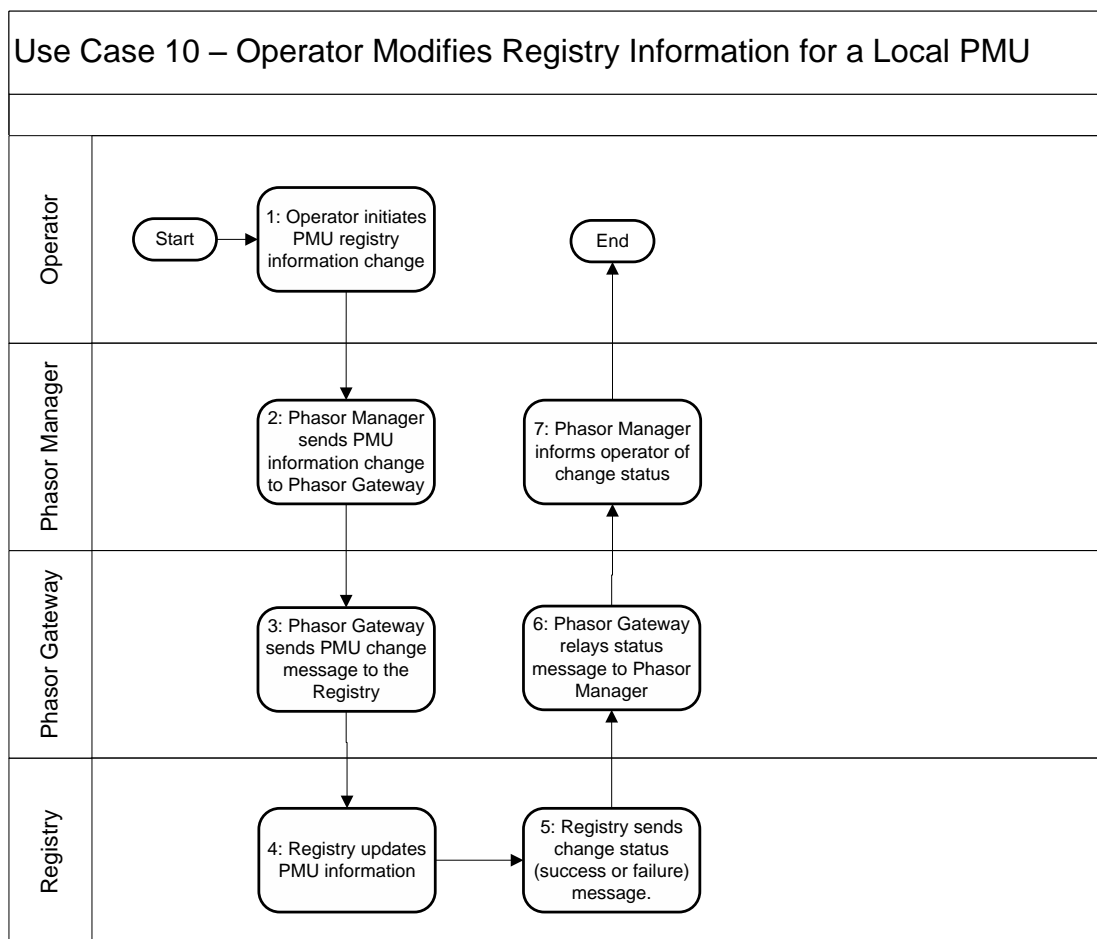 Use Case 10 – Operator Modifies Registry Information for a Local PMU
Operator
Start
1: Operator initiates
PMU registry
information change
End
Phasor Manager
2: Phasor Manager
sends PMU
information change
to Phasor Gateway
7: Phasor Manager
informs operator of
change status
Phasor Gateway
3: Phasor Gateway
sends PMU change
message to the
Registry
6: Phasor Gateway
relays status
message to Phasor
Manager
Registry
4: Registry updates
PMU information
5: Registry sends
change status
(success or failure)
message.